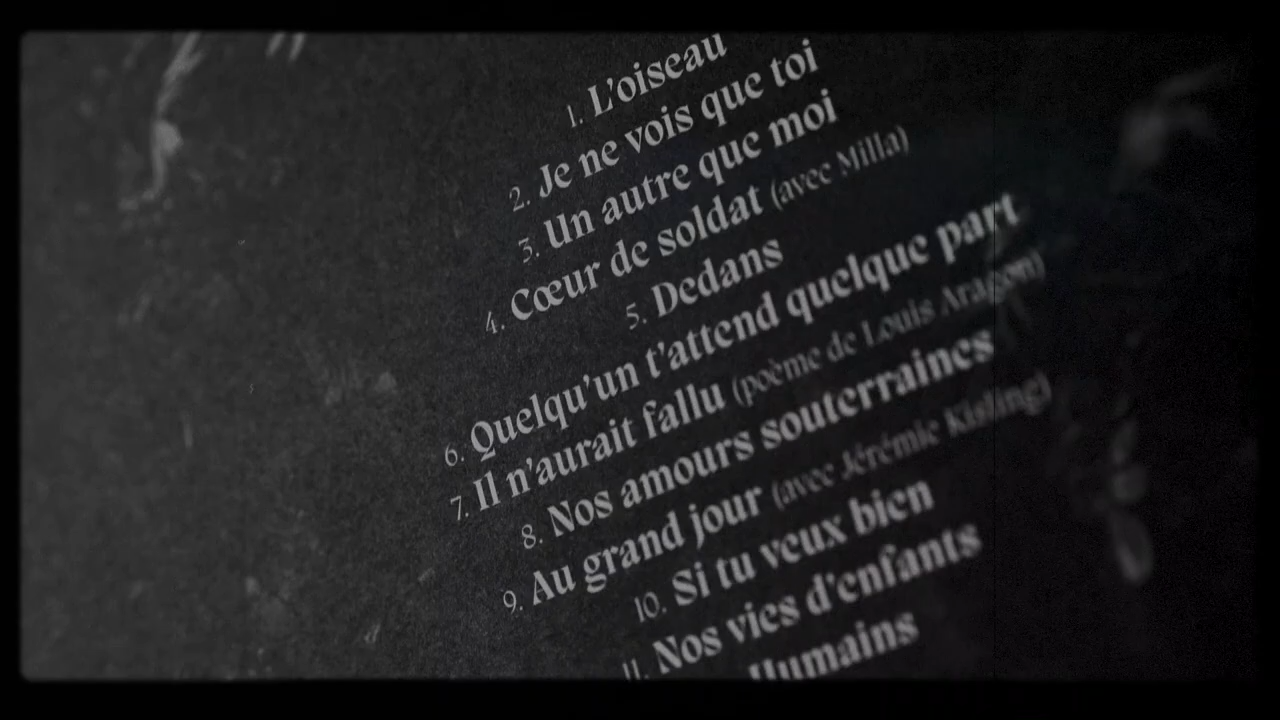 1. L'oiseau
2. Je ne vois que toi
3. Un autre que moi
4. Cœur de soldat (avec Milla)
5. Dedans
6. Quelqu'un t'attend quelque part
7. Il n'aurait fallu (poème de Louis Aragon)
8. Nos amours souterraines
9. Au grand jour (avec Jérémie Kisling)
10. Si tu veux bien
11. Nos vies d'enfants
Humains